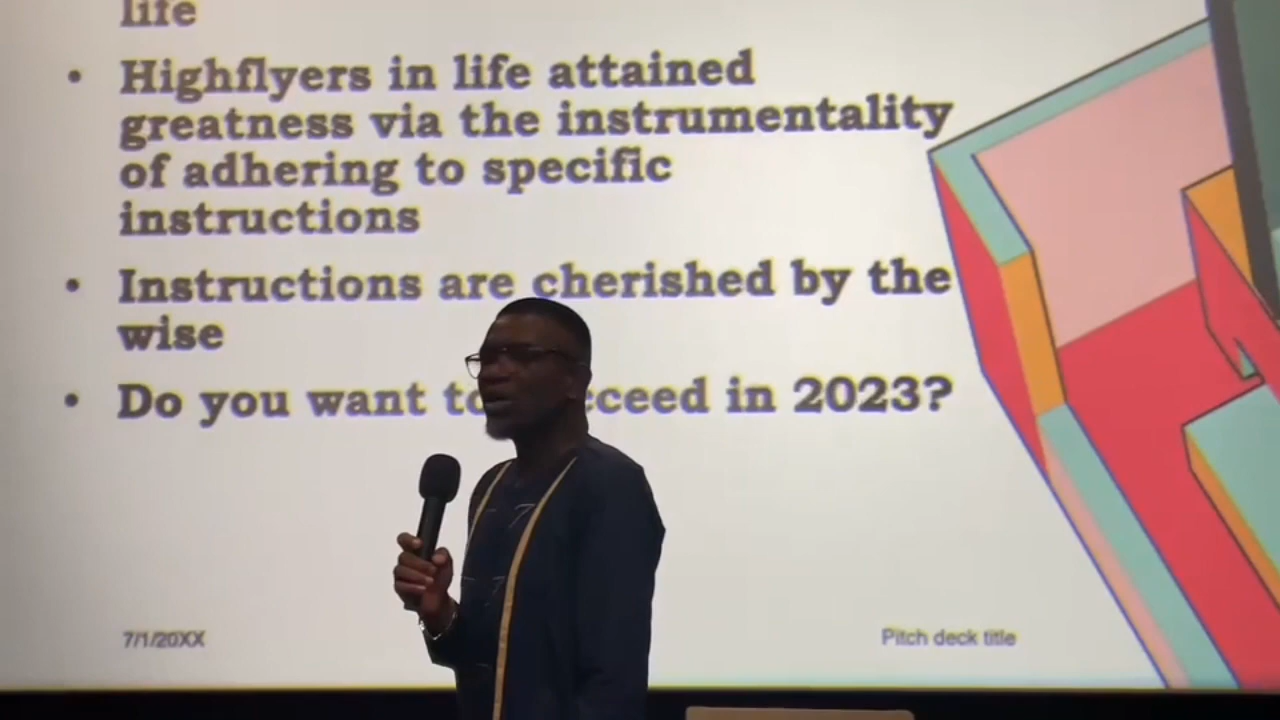 life
• Highflyers in life attained
greatness via the instrumentality
of adhering to specific
instructions
• Instructions are cherished by the
wise
• Do you want to cceed in 2023?
7/1/20XX
Pitch deck title